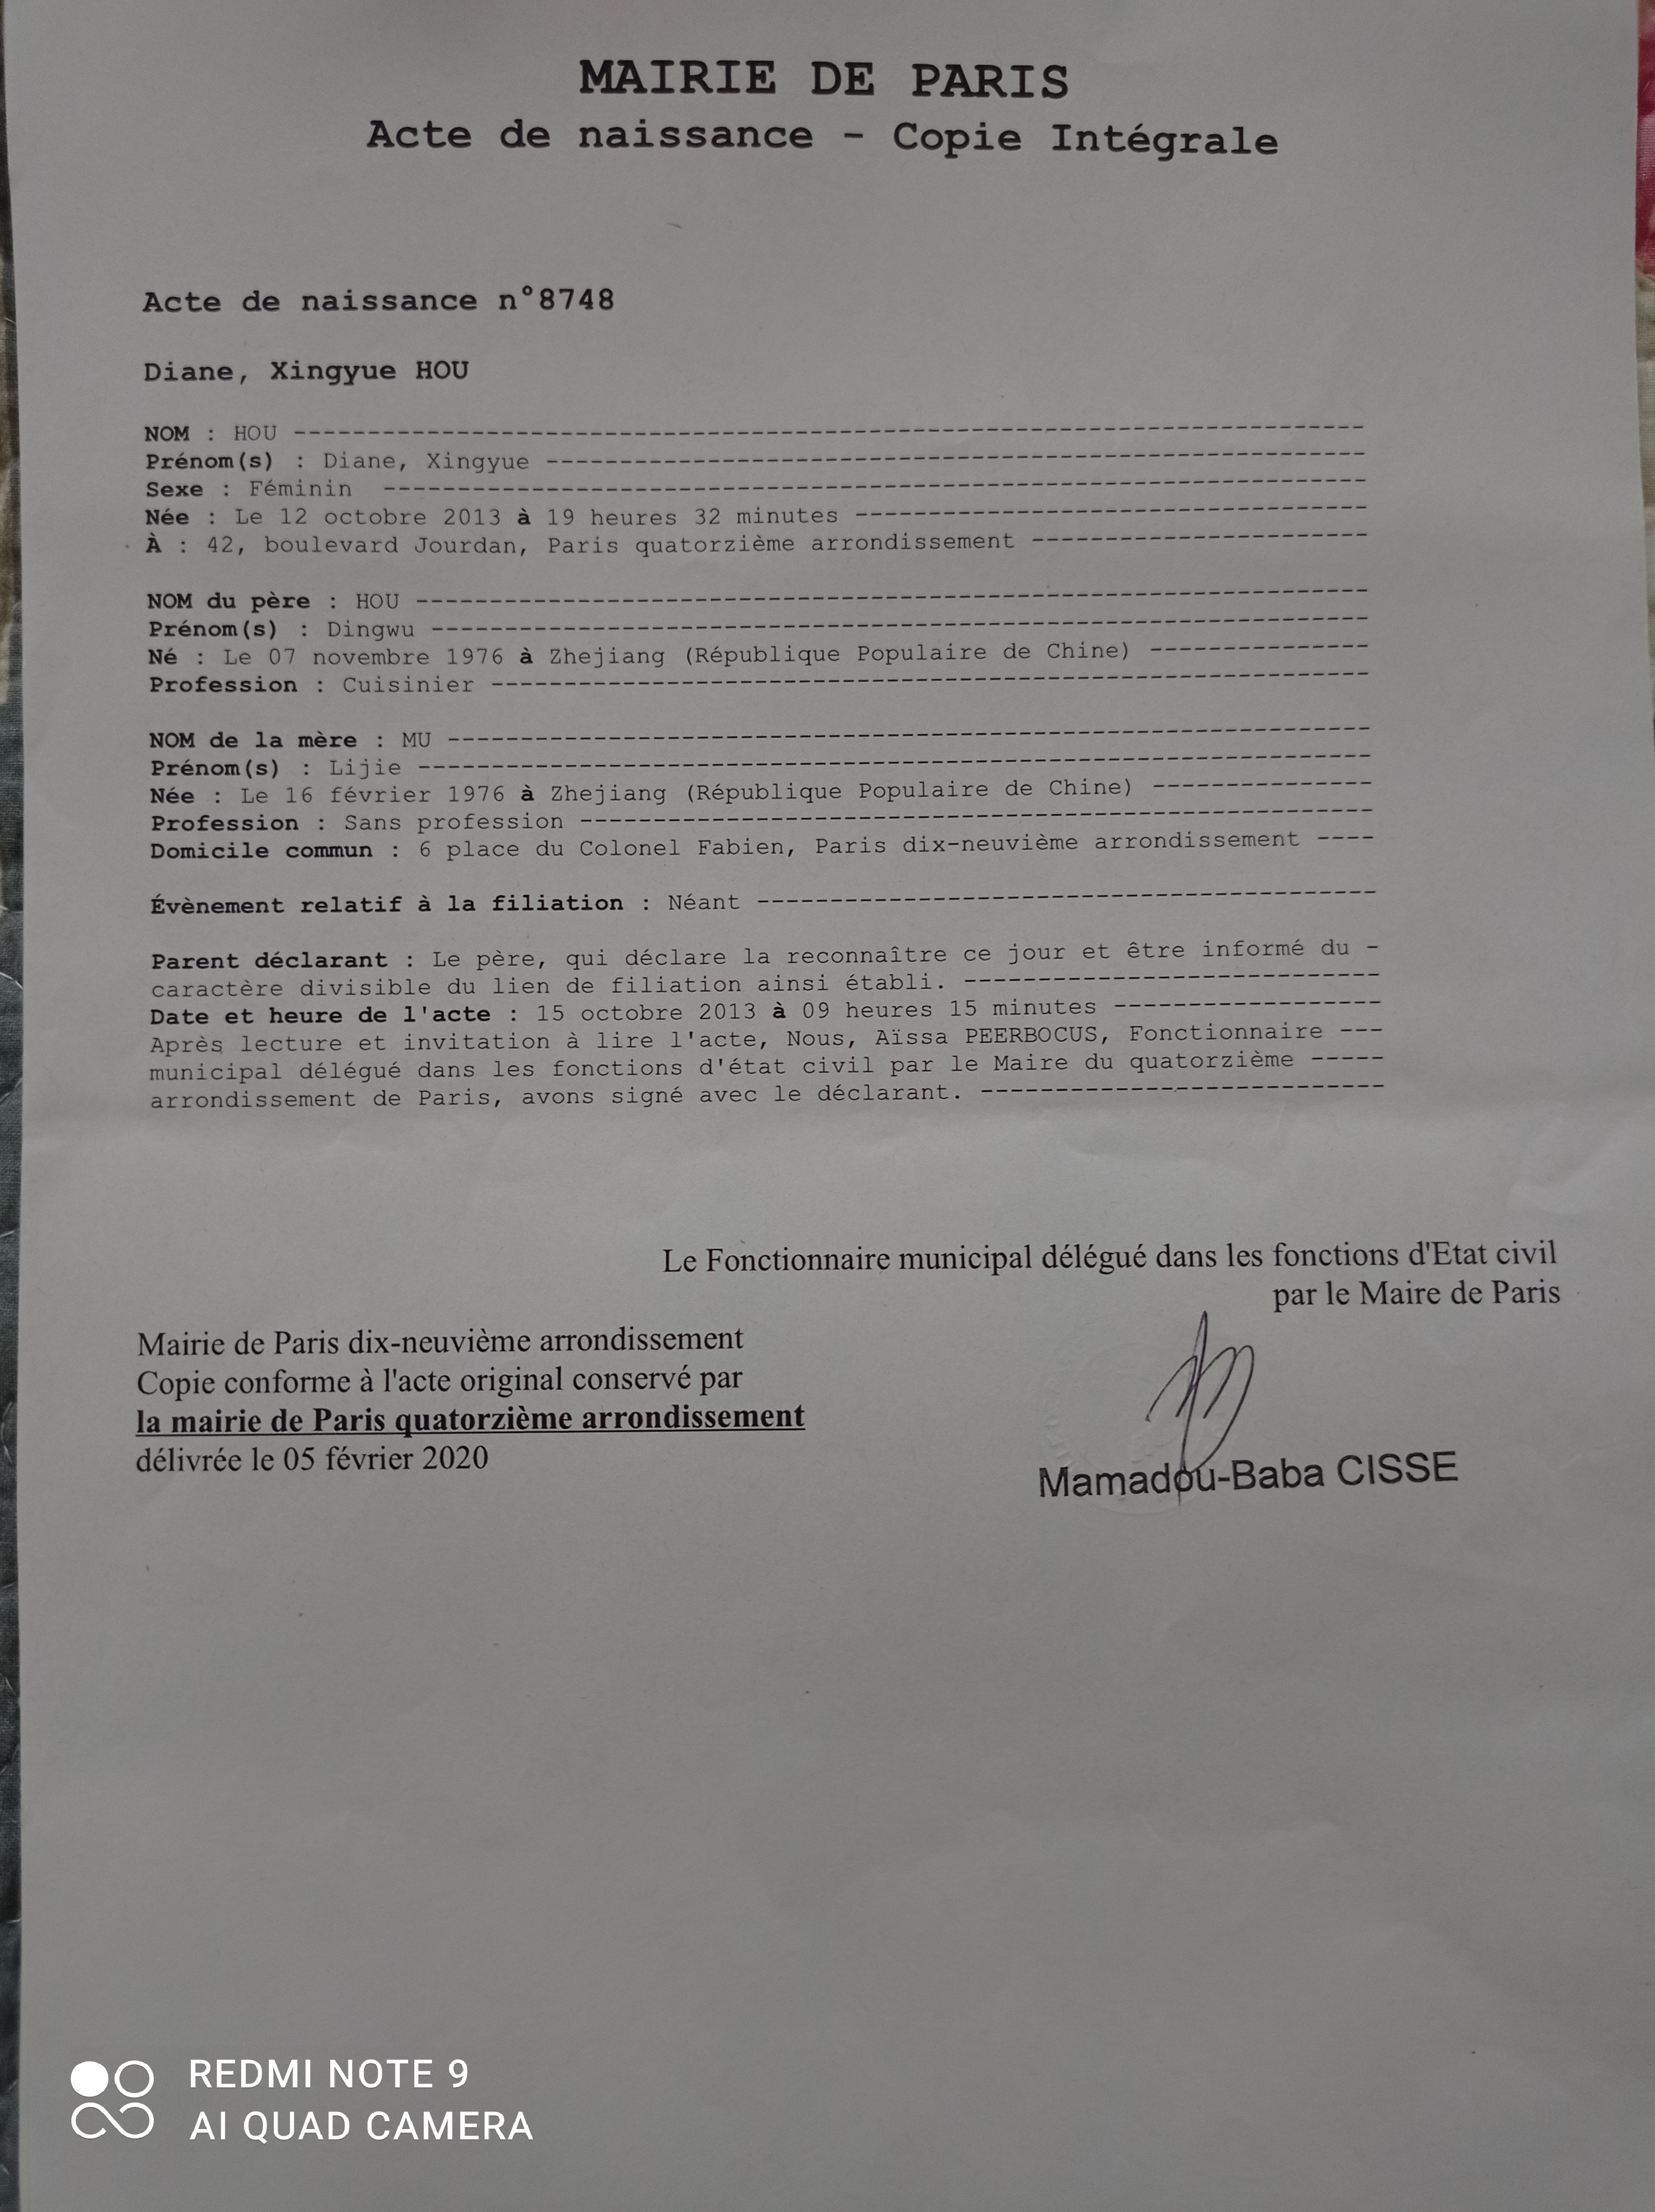 MAIRIE DE PARIS
Acte de naissance - Copie Intégrale
Acte de naissance n°8748
Diane, Xingyue HOU
NOM : HOU ------------------------------------------------------------------------
Prénom(s) : Diane, Xingyue --------------------------------------------------------
Sexe : Féminin -------------------------------------------------------------------
Née : Le 12 octobre 2013 à 19 heures 32 minutes -----------------------------------
À : 42, boulevard Jourdan, Paris quatorzième arrondissement -----------------------
NOM du père : HOU ----------------------------------------------------------------
Prénom(s) : Dingwu ---------------------------------------------------------------
Né : Le 07 novembre 1976 à Zhejiang (République Populaire de Chine) ---------------
Profession : Cuisinier ------------------------------------------------------------
NOM de la mère : MU ---------------------------------------------------------------
Prénom(s) : Lijie -----------------------------------------------------------------
Née : Le 16 février 1976 à Zhejiang (République Populaire de Chine) ---------------
Profession : Sans profession ------------------------------------------------------
Domicile commun : 6 place du Colonel Fabien, Paris dix-neuvième arrondissement ----
Évènement relatif à la filiation : Néant ------------------------------------------
Parent déclarant : Le père, qui déclare la reconnaître ce jour et être informé du -
caractère divisible du lien de filiation ainsi établi. ----------------------------
Date et heure de l'acte : 15 octobre 2013 à 09 heures 15 minutes ------------------
Après lecture et invitation à lire l'acte, Nous, Aïssa PEERBOCUS, Fonctionnaire ---
municipal délégué dans les fonctions d'état civil par le Maire du quatorzième -----
arrondissement de Paris, avons signé avec le déclarant. ---------------------------
Le Fonctionnaire municipal délégué dans les fonctions d'Etat civil
par le Maire de Paris
Mairie de Paris dix-neuvième arrondissement
Copie conforme à l'acte original conservé par
la mairie de Paris quatorzième arrondissement
délivrée le 05 février 2020
Mamadou-Baba CISSE
REDMI NOTE 9
AI QUAD CAMERA